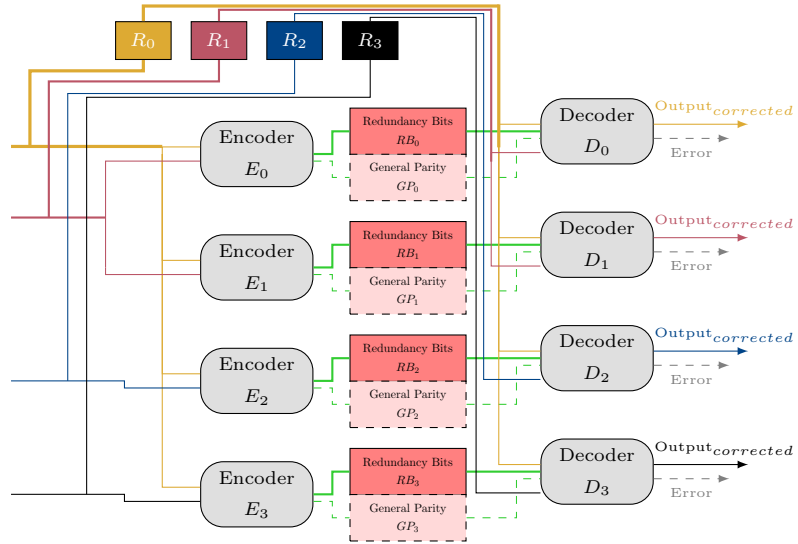 R0 R1 R2 R3
Encoder
E0
Redundancy Bits
RB0
General Parity
GP0
Decoder
D0
Outputcorrected
Error
Encoder
E1
Redundancy Bits
RB1
General Parity
GP1
Decoder
D1
Outputcorrected
Error
Encoder
E2
Redundancy Bits
RB2
General Parity
GP2
Decoder
D2
Outputcorrected
Error
Encoder
E3
Redundancy Bits
RB3
General Parity
GP3
Decoder
D3
Outputcorrected
Error